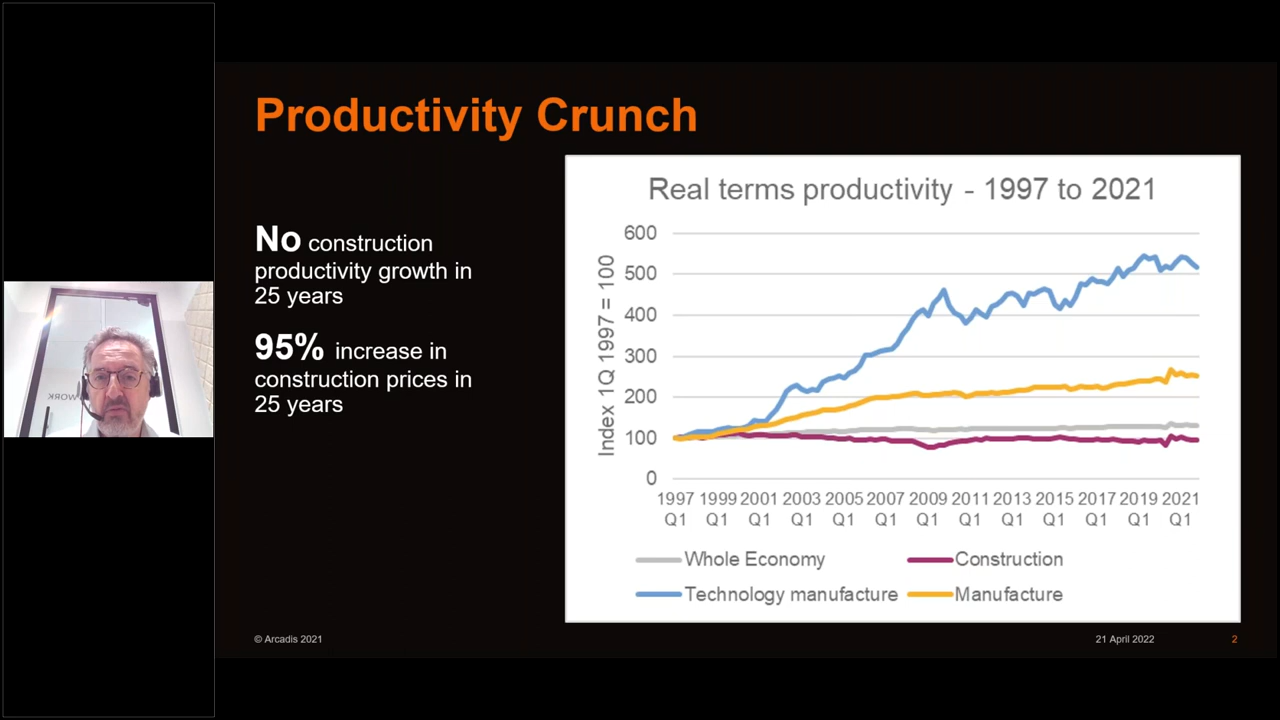 Productivity Crunch
No construction
productivity growth in
25 years
95% increase in
construction prices in
25 years
Real terms productivity - 1997 to 2021
Index 1Q 1997 = 100
600
500
400
300
200
100
0
1997 1999 2001 2003 2005 2007 2009 2011 2013 2015 2017 2019 2021
Q1 Q1 Q1 Q1 Q1 Q1 Q1 Q1 Q1 Q1 Q1 Q1 Q1
Whole Economy
Construction
Technology manufacture
Manufacture
© Arcadis 2021
21 April 2022
2